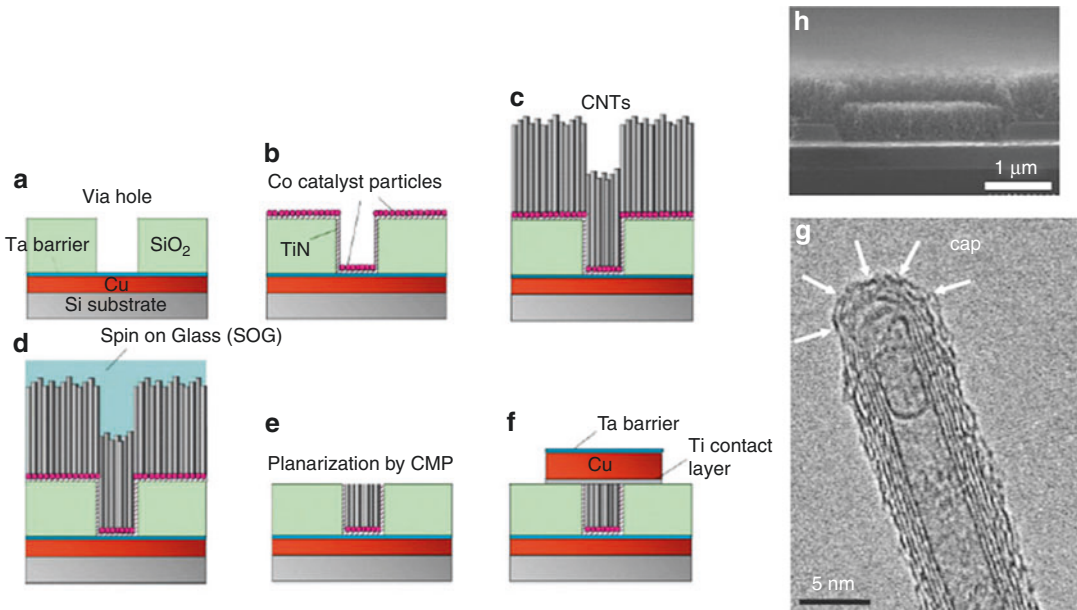 a
Via hole
Ta barrier
SiO2
Cu
Si substrate
b
Co catalyst particles
TiN
c
CNTs
d
Spin on Glass (SOG)
e
Planarization by CMP
f
Ta barrier
Cu
Ti contact
layer
h
1 μm
g
cap
5 nm